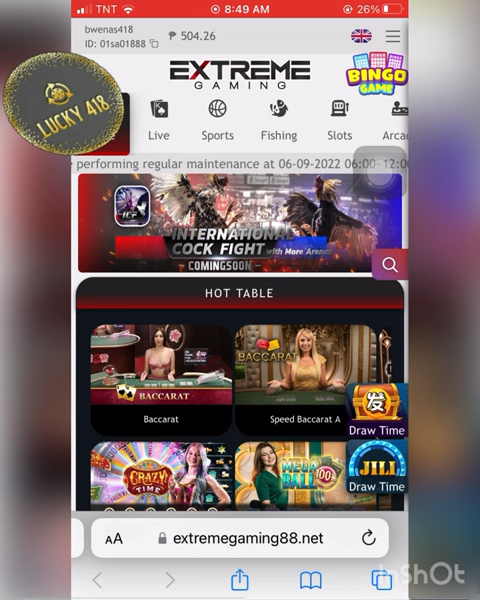 TNT
8:49 AM
26%
bwenas418
ID: 01sa01888
₱ 504.26
EXTREME
GAMING
BINGO
GAME
LUCKY 418
Live
Sports
Fishing
Slots
Arcad
performing regular maintenance at 06-09-2022 06:00-12:0
INTERNATIONAL
COCK FIGHT with More Arenas
COMINGSOON
HOT TABLE
BACCARAT
BACCARAT
Baccarat
Speed Baccarat A
发
Draw Time
CRAZY
TIME
MEGA
BALL
100x
JILI
Draw Time
AA
extremegaming88.net
InShOt